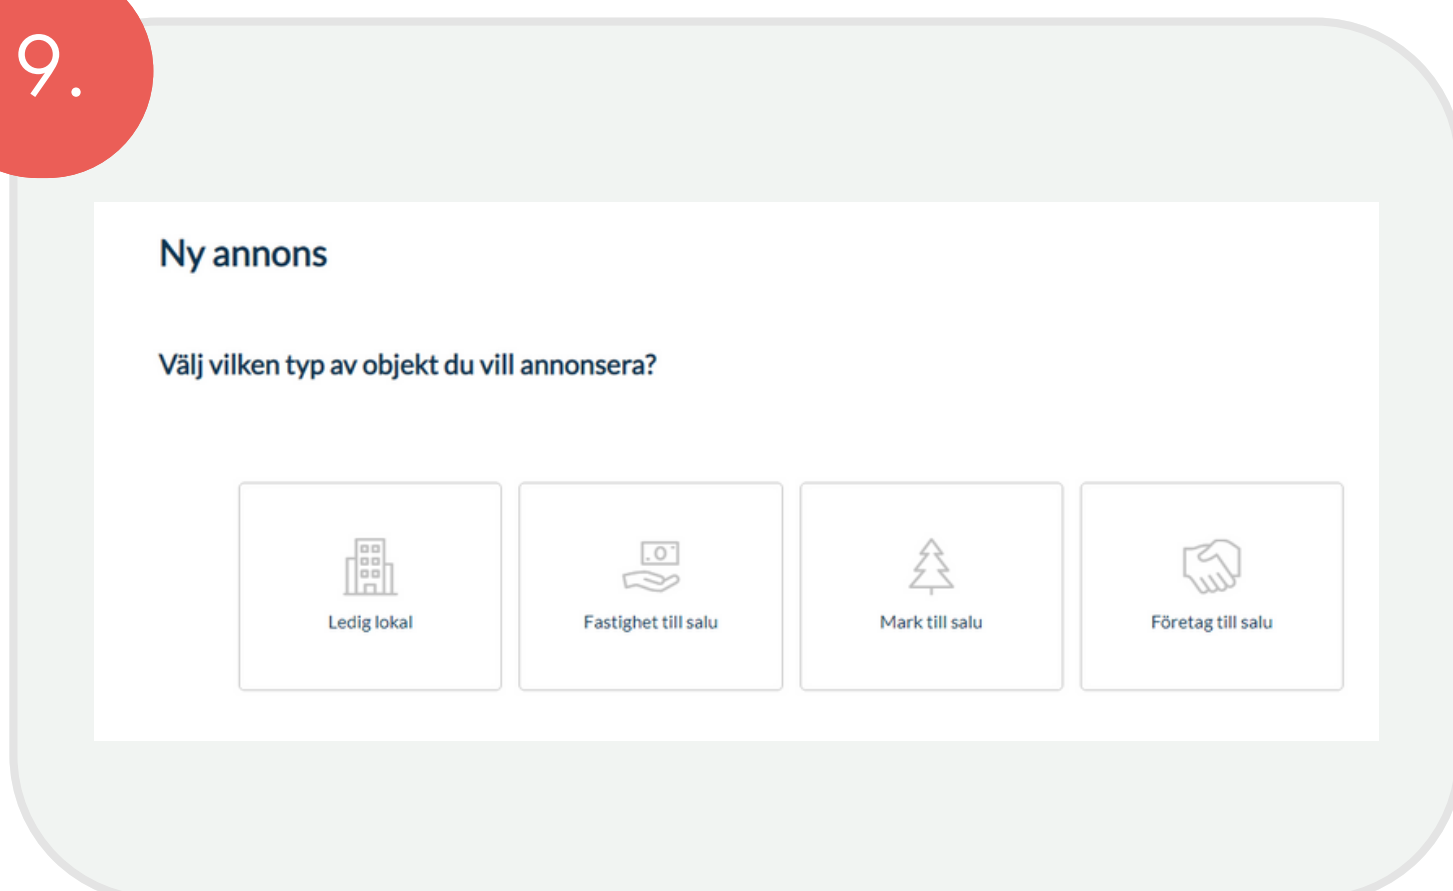 9.
Ny annons
Välj vilken typ av objekt du vill annonsera?
Ledig lokal
Fastighet till salu
Mark till salu
Företag till salu